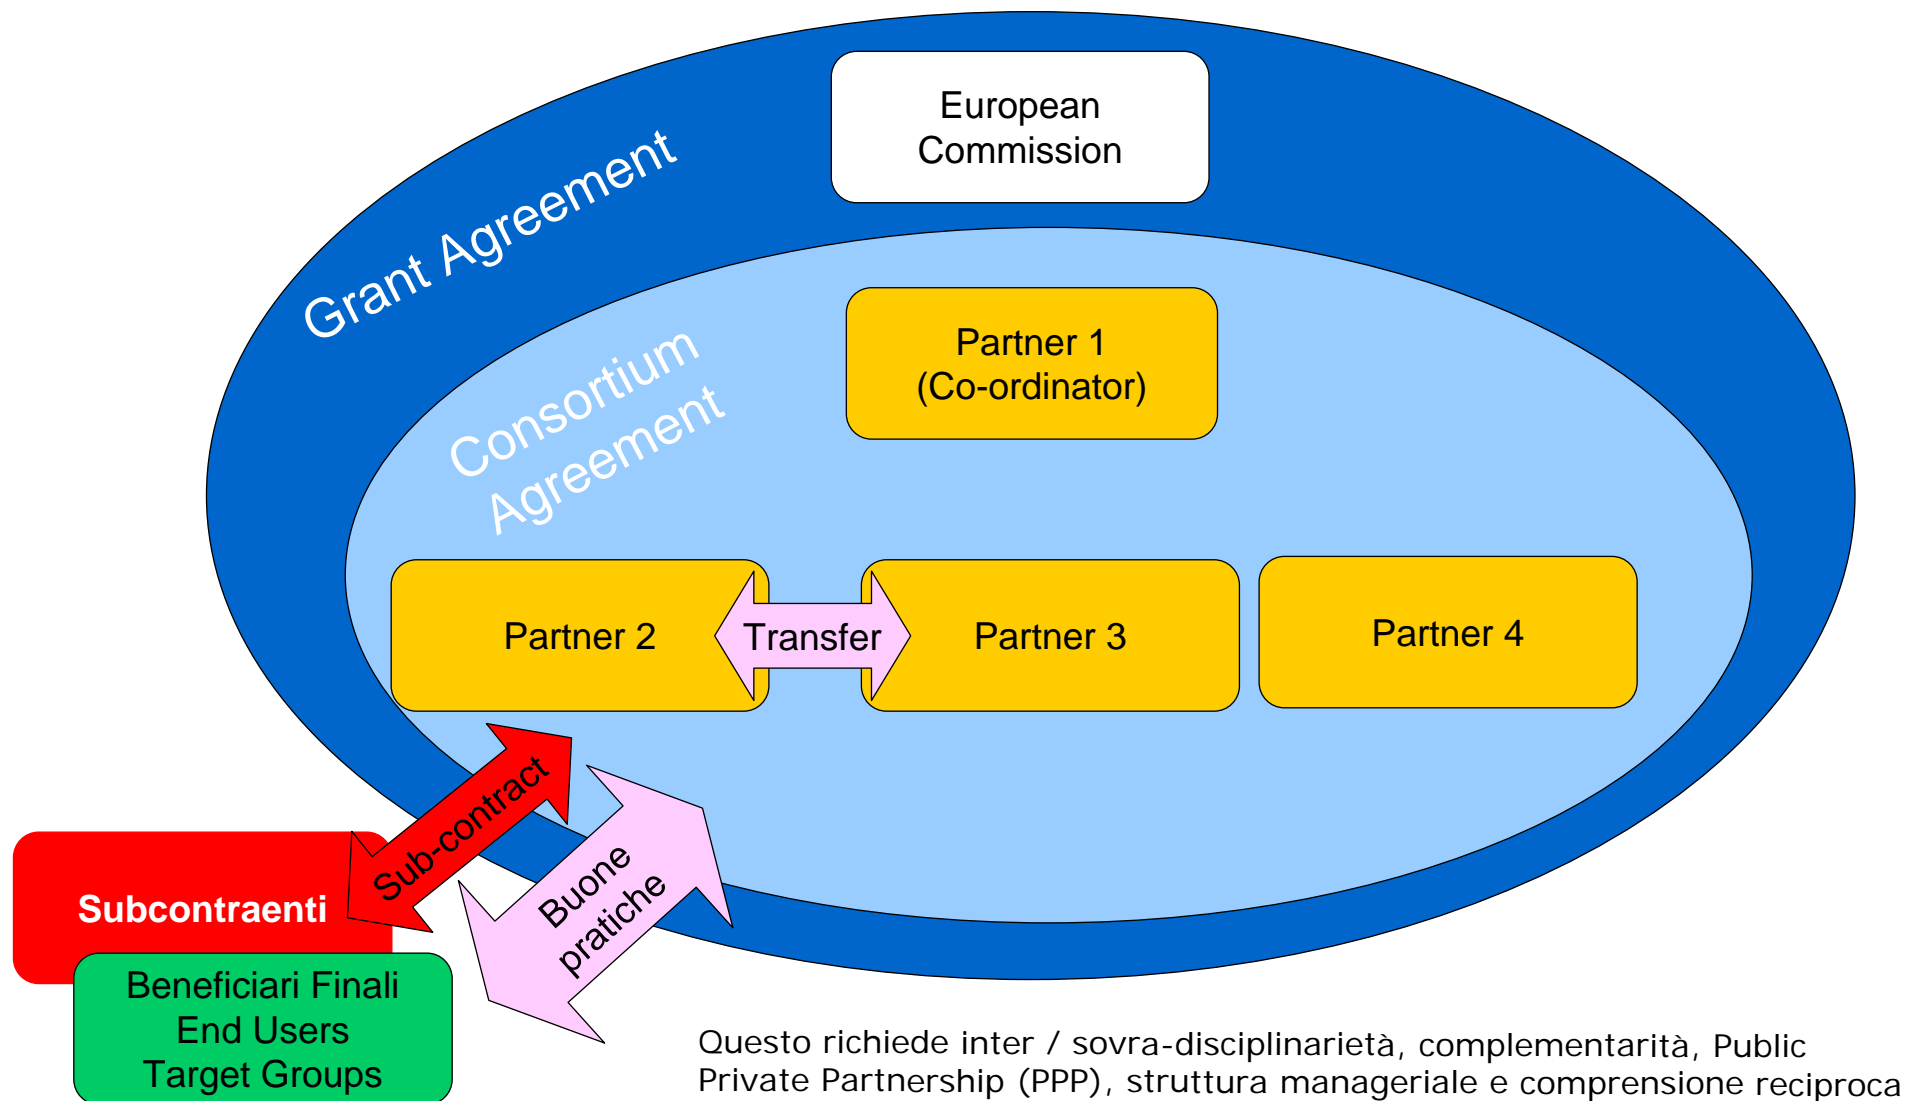 European
Commission
Grant Agreement
Partner 1
(Co-ordinator)
Consortium
Agreement
Partner 2
Transfer
Partner 3
Partner 4
Sub-contract
Buone
pratiche
Subcontraenti
Beneficiari Finali
End Users
Target Groups
Questo richiede inter / sovra-disciplinarietà, complementarità, Public
Private Partnership (PPP), struttura manageriale e comprensione reciproca